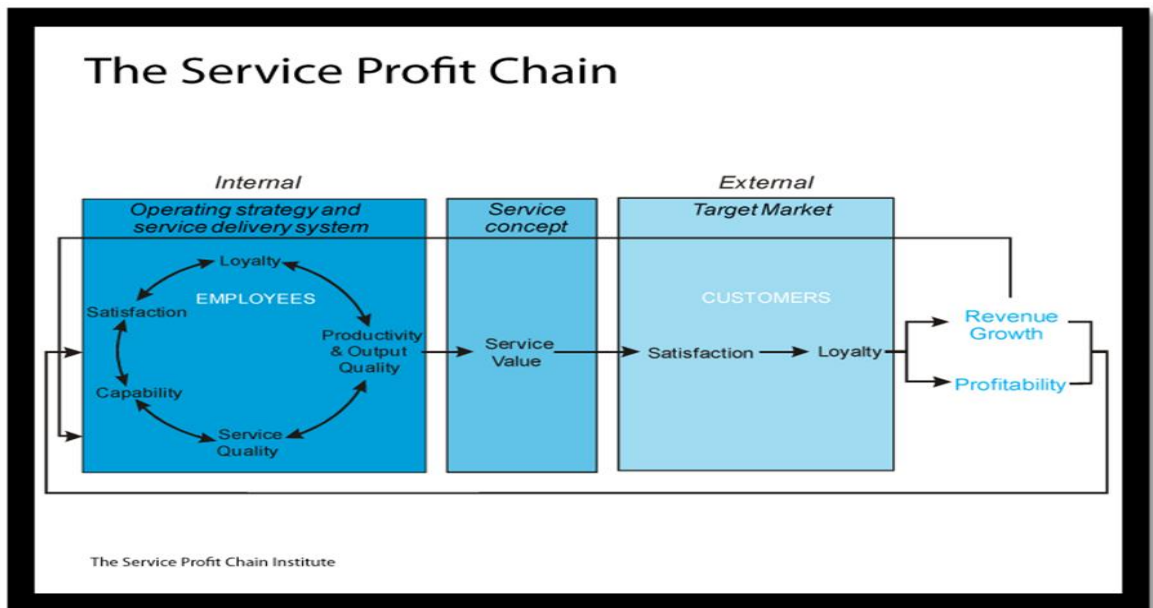 The Service Profit Chain
Internal
External
Operating strategy and
service delivery system
Service
concept
Target Market
Loyalty
EMPLOYEES
Satisfaction
Productivity
& Output
Quality
Capability
Service
Quality
Service
Value
CUSTOMERS
Satisfaction
Loyalty
Revenue
Growth
Profitability
The Service Profit Chain Institute